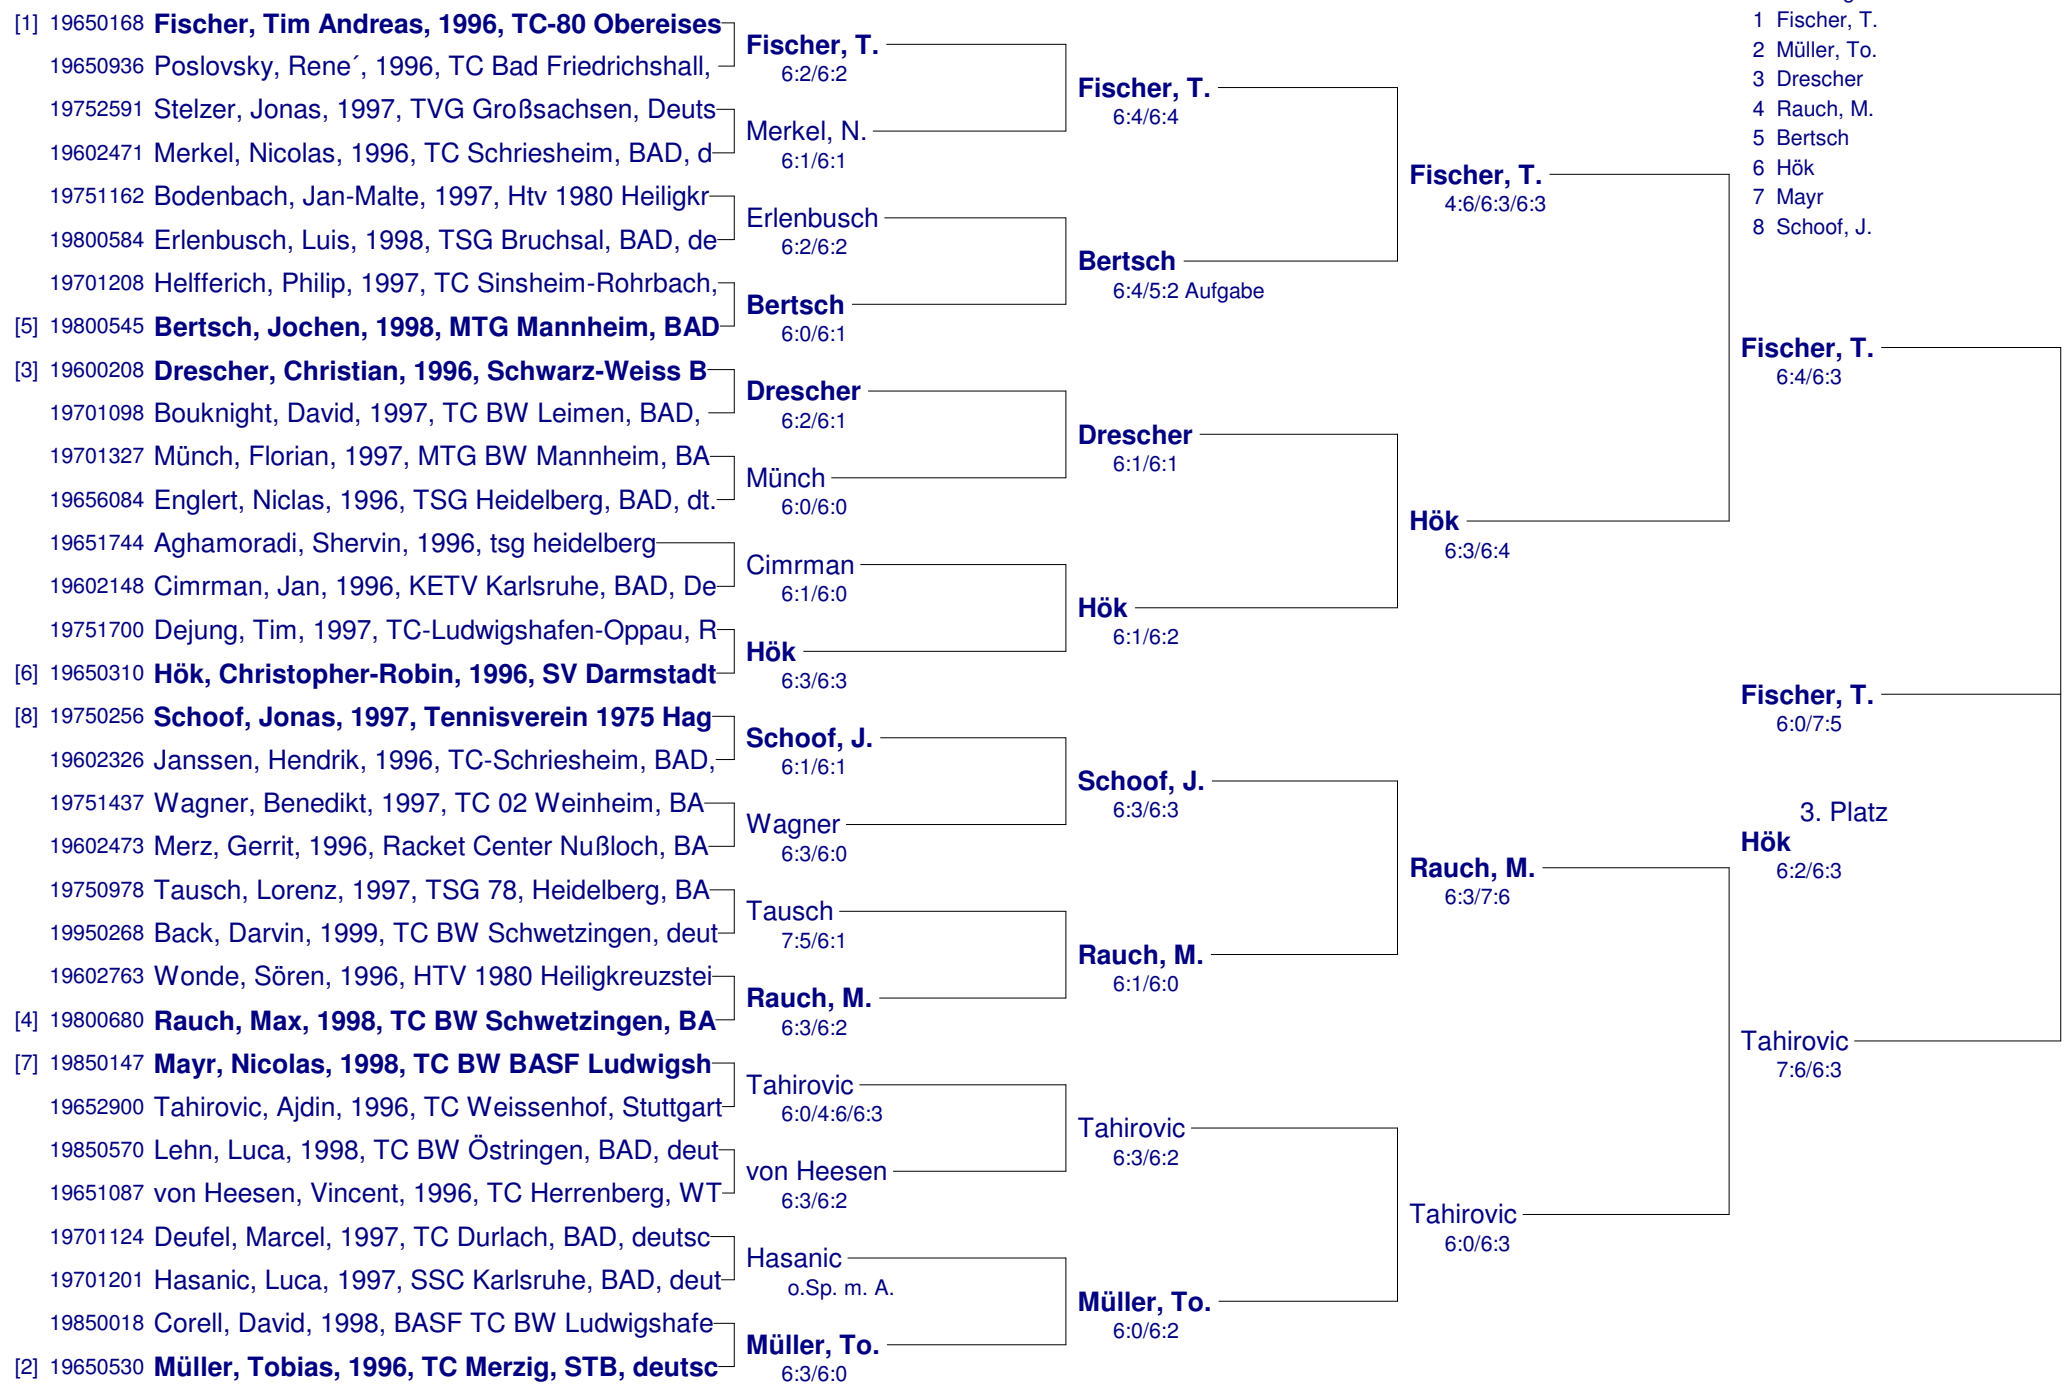 [1] 19650168 Fischer, Tim Andreas, 1996, TC-80 Obereises
19650936 Poslovsky, Rene´, 1996, TC Bad Friedrichshall,
19752591 Stelzer, Jonas, 1997, TVG Großsachsen, Deuts
19602471 Merkel, Nicolas, 1996, TC Schriesheim, BAD, d
19751162 Bodenbach, Jan-Malte, 1997, Htv 1980 Heiligkr
19800584 Erlenbusch, Luis, 1998, TSG Bruchsal, BAD, de
19701208 Helfferich, Philip, 1997, TC Sinsheim-Rohrbach,
[5] 19800545 Bertsch, Jochen, 1998, MTG Mannheim, BAD
[3] 19600208 Drescher, Christian, 1996, Schwarz-Weiss B
19701098 Bouknight, David, 1997, TC BW Leimen, BAD,
19701327 Münch, Florian, 1997, MTG BW Mannheim, BA
19656084 Englert, Niclas, 1996, TSG Heidelberg, BAD, dt.
19651744 Aghamoradi, Shervin, 1996, tsg heidelberg
19602148 Cimrman, Jan, 1996, KETV Karlsruhe, BAD, De
19751700 Dejung, Tim, 1997, TC-Ludwigshafen-Oppau, R
[6] 19650310 Hök, Christopher-Robin, 1996, SV Darmstadt
[8] 19750256 Schoof, Jonas, 1997, Tennisverein 1975 Hag
19602326 Janssen, Hendrik, 1996, TC-Schriesheim, BAD,
19751437 Wagner, Benedikt, 1997, TC 02 Weinheim, BA
19602473 Merz, Gerrit, 1996, Racket Center Nußloch, BA
19750978 Tausch, Lorenz, 1997, TSG 78, Heidelberg, BA
19950268 Back, Darvin, 1999, TC BW Schwetzingen, deut
19602763 Wonde, Sören, 1996, HTV 1980 Heiligkreuzstei
[4] 19800680 Rauch, Max, 1998, TC BW Schwetzingen, BA
[7] 19850147 Mayr, Nicolas, 1998, TC BW BASF Ludwigsh
19652900 Tahirovic, Ajdin, 1996, TC Weissenhof, Stuttgart
19850570 Lehn, Luca, 1998, TC BW Östringen, BAD, deut
19651087 von Heesen, Vincent, 1996, TC Herrenberg, WT
19701124 Deufel, Marcel, 1997, TC Durlach, BAD, deutsc
19701201 Hasanic, Luca, 1997, SSC Karlsruhe, BAD, deut
19850018 Corell, David, 1998, BASF TC BW Ludwigshafe
[2] 19650530 Müller, Tobias, 1996, TC Merzig, STB, deutsc
Fischer, T.
6:2/6:2
Merkel, N.
6:1/6:1
Erlenbusch
6:2/6:2
Bertsch
6:0/6:1
Drescher
6:2/6:1
Münch
6:0/6:0
Cimrman
6:1/6:0
Hök
6:3/6:3
Schoof, J.
6:1/6:1
Wagner
6:3/6:0
Tausch
7:5/6:1
Rauch, M.
6:3/6:2
Tahirovic
6:0/4:6/6:3
von Heesen
6:3/6:2
Hasanic
o.Sp. m. A.
Müller, To.
6:3/6:0
Fischer, T.
6:4/6:4
Bertsch
6:4/5:2 Aufgabe
Drescher
6:1/6:1
Hök
6:1/6:2
Schoof, J.
6:3/6:3
Rauch, M.
6:1/6:0
Tahirovic
6:3/6:2
Müller, To.
6:0/6:2
Fischer, T.
4:6/6:3/6:3
Hök
6:3/6:4
Rauch, M.
6:3/7:6
Tahirovic
6:0/6:3
1 Fischer, T.
2 Müller, To.
3 Drescher
4 Rauch, M.
5 Bertsch
6 Hök
7 Mayr
8 Schoof, J.
Fischer, T.
6:4/6:3
Fischer, T.
6:0/7:5
3. Platz
Hök
6:2/6:3
Tahirovic
7:6/6:3